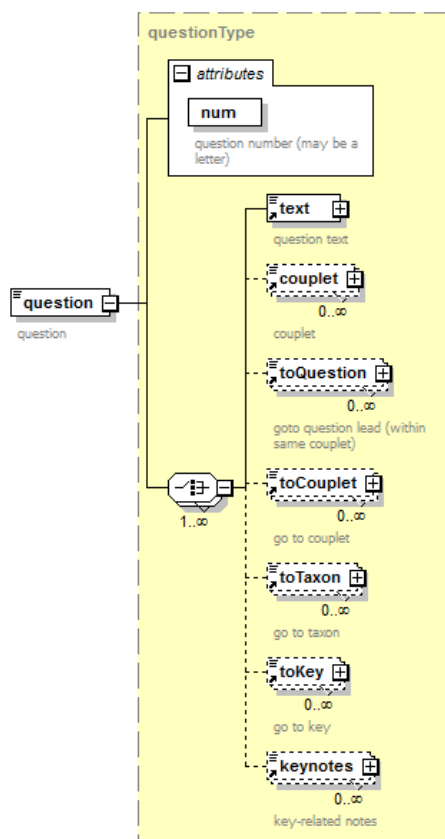 questionType
attributes
num
question number (may be a
letter)
text
question text
couplet
0..∞
couplet
toQuestion
0..∞
goto question lead (within
same couplet)
question
question
toCouplet
0..∞
go to couplet
1..∞
toTaxon
0..∞
go to taxon
toKey
0..∞
go to key
keynotes
0..∞
key-related notes